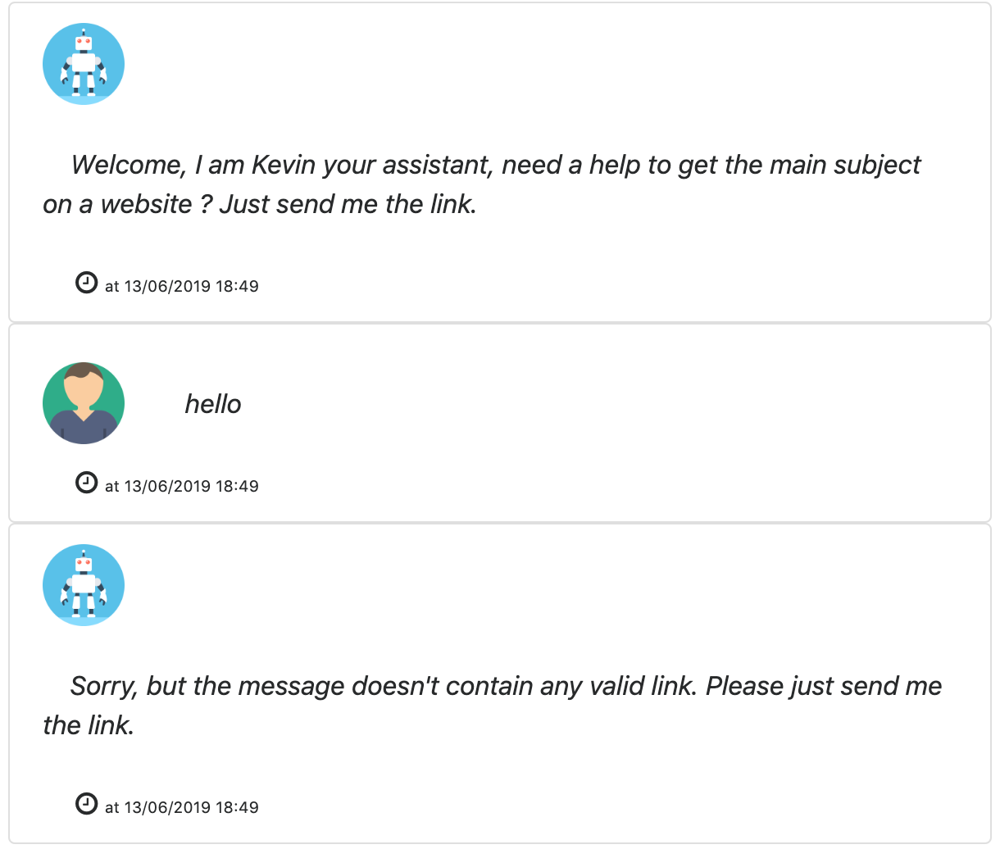 Welcome, I am Kevin your assistant, need a help to get the main subject
on a website ? Just send me the link.
at 13/06/2019 18:49
hello
at 13/06/2019 18:49
Sorry, but the message doesn't contain any valid link. Please just send me
the link.
at 13/06/2019 18:49